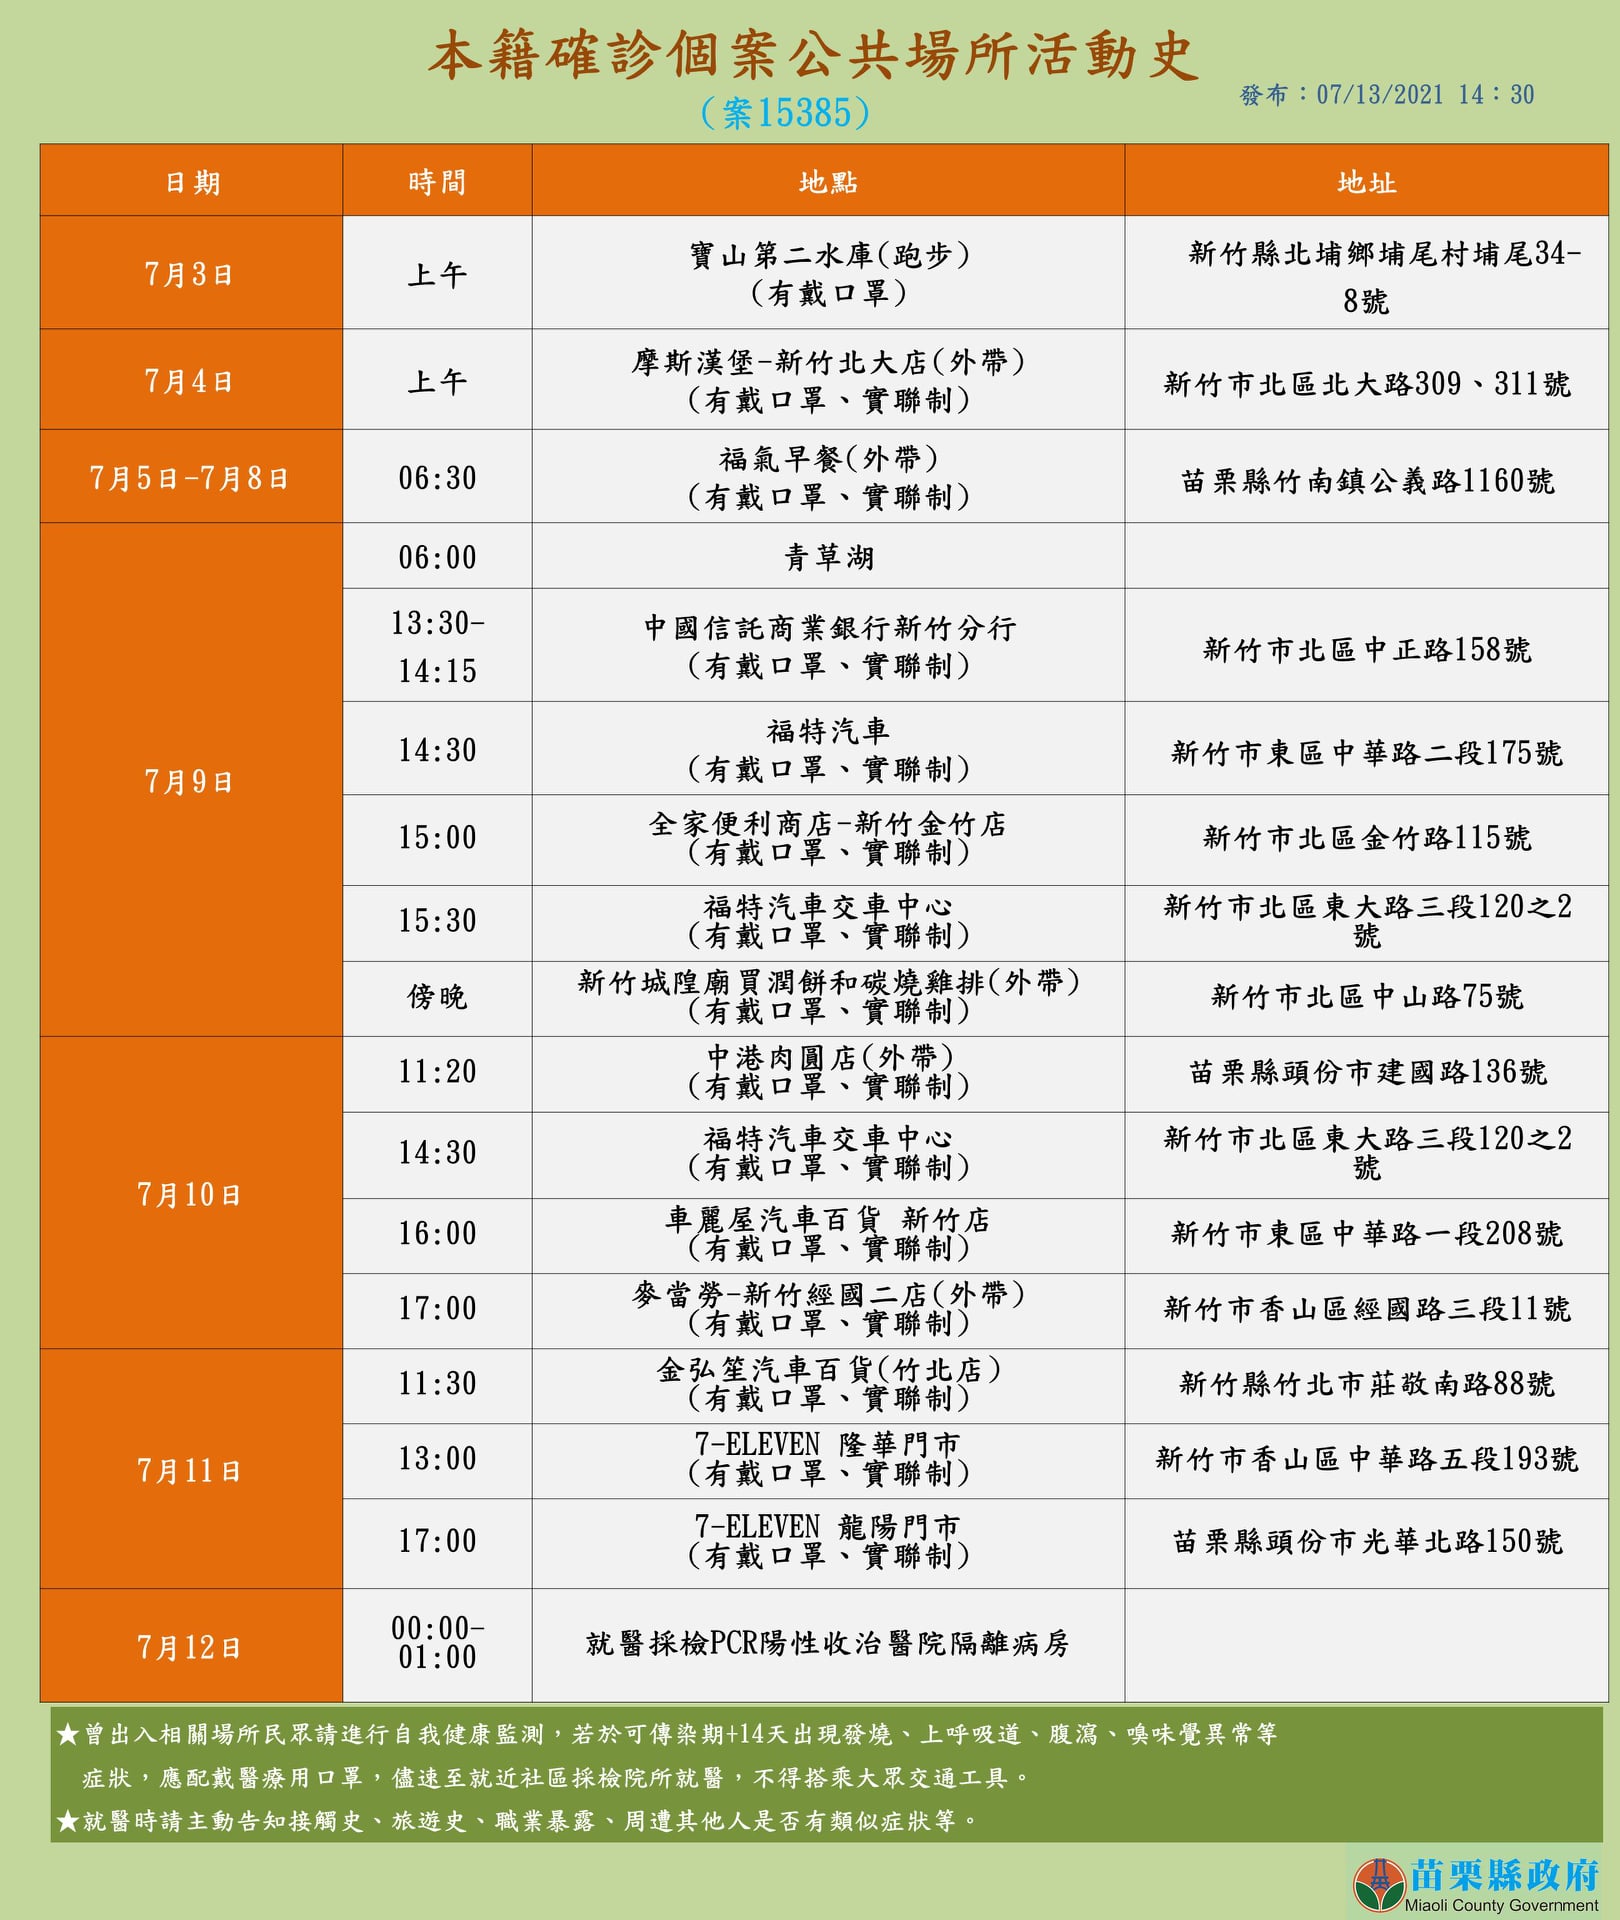 本籍確診個案公共場所活動史
(案15385)
發布：07/13/2021 14：30
日期 時間 地點 地址
7月3日 上午 寶山第二水庫(跑步)
(有戴口罩)
新竹縣北埔鄉埔尾村埔尾34-
8號
7月4日 上午 摩斯漢堡-新竹北大店(外帶)
(有戴口罩、實聯制)
新竹市北區北大路309、311號
7月5日-7月8日 06:30 福氣早餐(外帶)
(有戴口罩、實聯制)
苗栗縣竹南鎮公義路1160號
7月9日
06:00 青草湖
13:30-
14:15
中國信託商業銀行新竹分行
(有戴口罩、實聯制)
新竹市北區中正路158號
14:30 福特汽車
(有戴口罩、實聯制)
新竹市東區中華路二段175號
15:00 全家便利商店-新竹金竹店
(有戴口罩、實聯制)
新竹市北區金竹路115號
15:30 福特汽車交車中心
(有戴口罩、實聯制)
新竹市北區東大路三段120之2
號
傍晚 新竹城隍廟買潤餅和碳燒雞排(外帶)
(有戴口罩、實聯制)
新竹市北區中山路75號
7月10日
11:20 中港肉圓店(外帶)
(有戴口罩、實聯制)
苗栗縣頭份市建國路136號
14:30 福特汽車交車中心
(有戴口罩、實聯制)
新竹市北區東大路三段120之2
號
16:00 車麗屋汽車百貨 新竹店
(有戴口罩、實聯制)
新竹市東區中華路一段208號
17:00 麥當勞-新竹經國二店(外帶)
(有戴口罩、實聯制)
新竹市香山區經國路三段11號
7月11日
11:30 金弘笙汽車百貨(竹北店)
(有戴口罩、實聯制)
新竹縣竹北市莊敬南路88號
13:00 7-ELEVEN 隆華門市
(有戴口罩、實聯制)
新竹市香山區中華路五段193號
17:00 7-ELEVEN 龍陽門市
(有戴口罩、實聯制)
苗栗縣頭份市光華北路150號
7月12日 00:00-
01:00
就醫採檢PCR陽性收治醫院隔離病房
★曾出入相關場所民眾請進行自我健康監測，若於可傳染期+14天出現發燒、上呼吸道、腹瀉、嗅味覺異常等
症狀，應配戴醫療用口罩，儘速至就近社區採檢院所就醫，不得搭乘大眾交通工具。
★就醫時請主動告知接觸史、旅遊史、職業暴露、周遭其他人是否有類似症狀等。
苗栗縣政府
Miaoli County Government